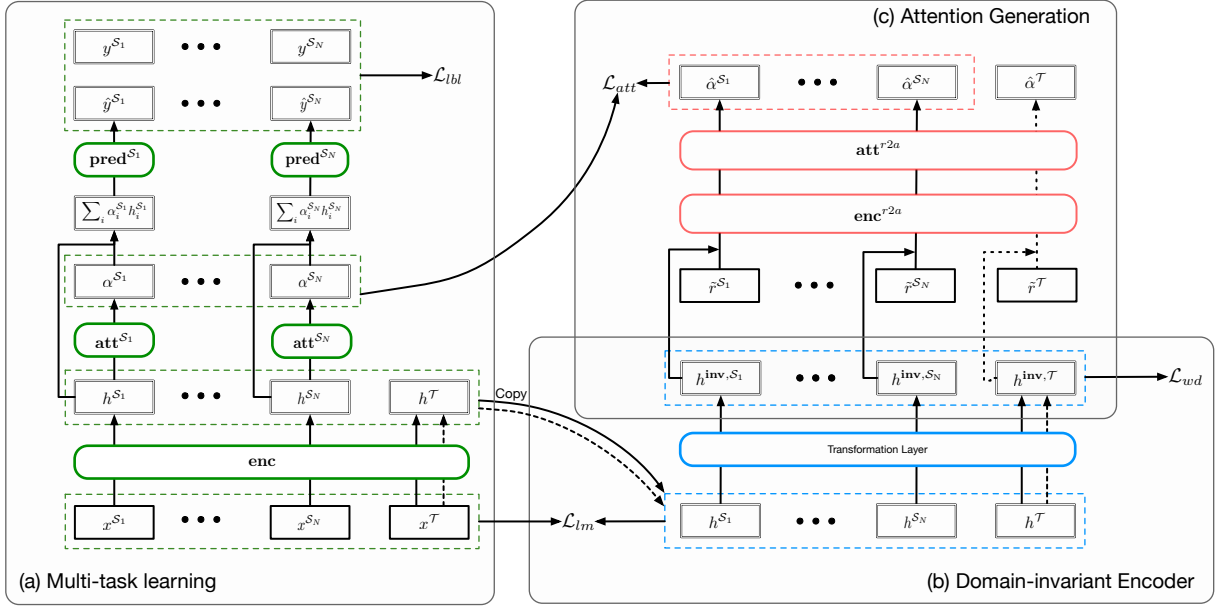 (c) Attention Generation
y^{S_1} ••• y^{S_N}
ŷ^{S_1} ••• ŷ^{S_N}
L_{lbl}
pred^{S_1} pred^{S_N}
∑_i α_i^{S_1} h_i^{S_1} ∑_i α_i^{S_N} h_i^{S_N}
α^{S_1} ••• α^{S_N}
att^{S_1} att^{S_N}
h^{S_1} ••• h^{S_N} h^T
Copy
enc
x^{S_1} ••• x^{S_N} x^T
(a) Multi-task learning
L_{att}
α̂^{S_1} ••• α̂^{S_N} α̂^T
att^{r2a}
enc^{r2a}
r̃^{S_1} ••• r̃^{S_N} r̃^T
h^{inv,S_1} ••• h^{inv,S_N} h^{inv,T}
L_{wd}
Transformation Layer
L_{lm}
h^{S_1} ••• h^{S_N} h^T
(b) Domain-invariant Encoder